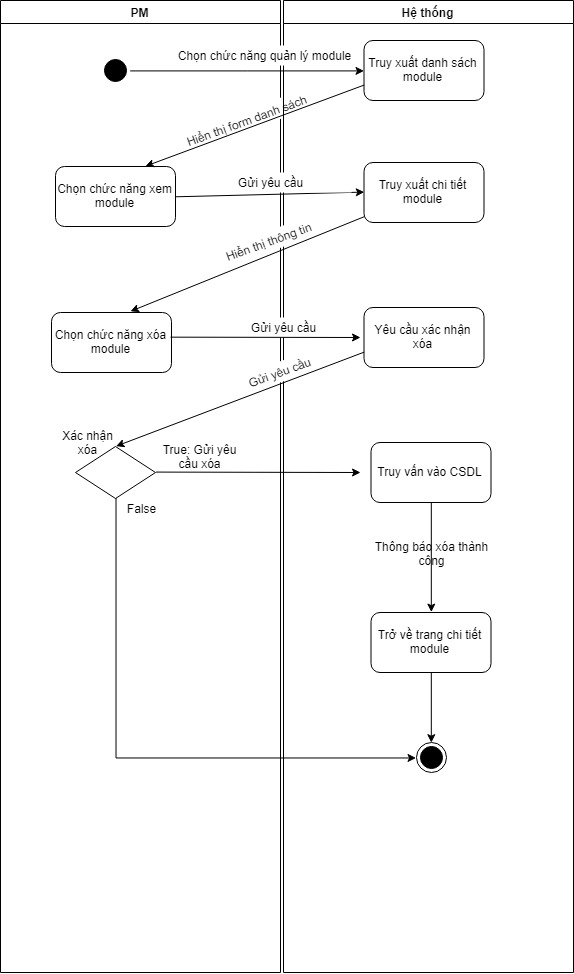 PM
Hệ thống
Chọn chức năng quản lý module
Truy xuất danh sách
module
Hiển thị form danh sách
Chọn chức năng xem
module
Gửi yêu cầu
Truy xuất chi tiết
module
Hiển thị thông tin
Chọn chức năng xóa
module
Gửi yêu cầu
Yêu cầu xác nhận
xóa
Gửi yêu cầu
Xác nhận
xóa
True: Gửi yêu
cầu xóa
Truy vấn vào CSDL
False
Thông báo xóa thành
công
Trở về trang chi tiết
module